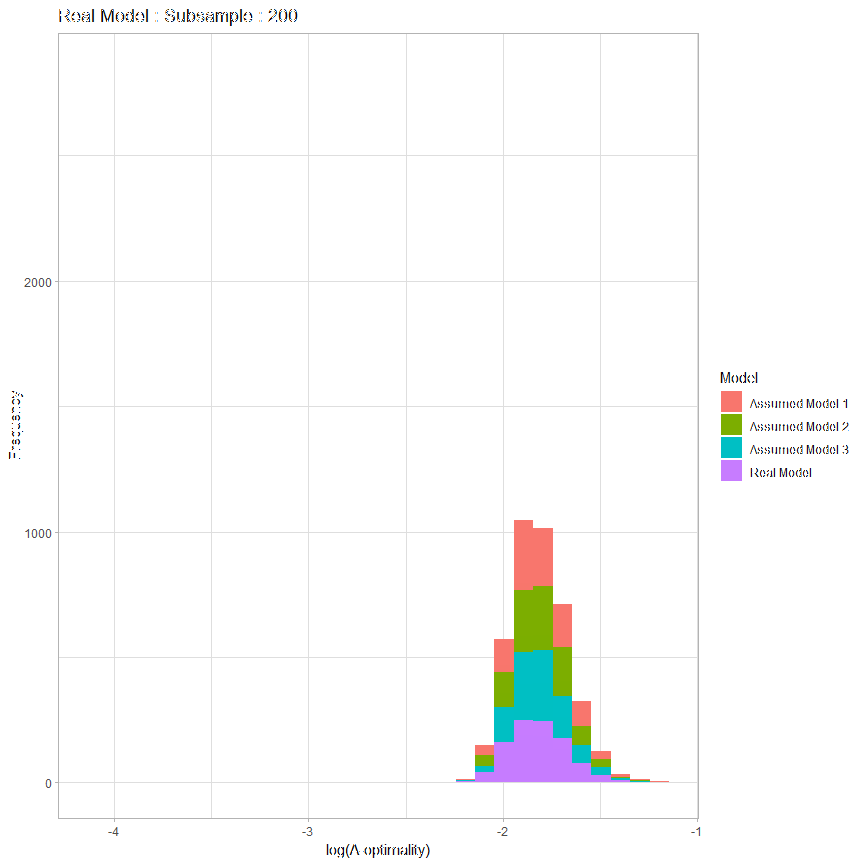 Real Model : Subsample : 200
Frequency
2000
1000
0
-4
-3
-2
-1
log(A-optimality)
Model
Assumed Model 1
Assumed Model 2
Assumed Model 3
Real Model